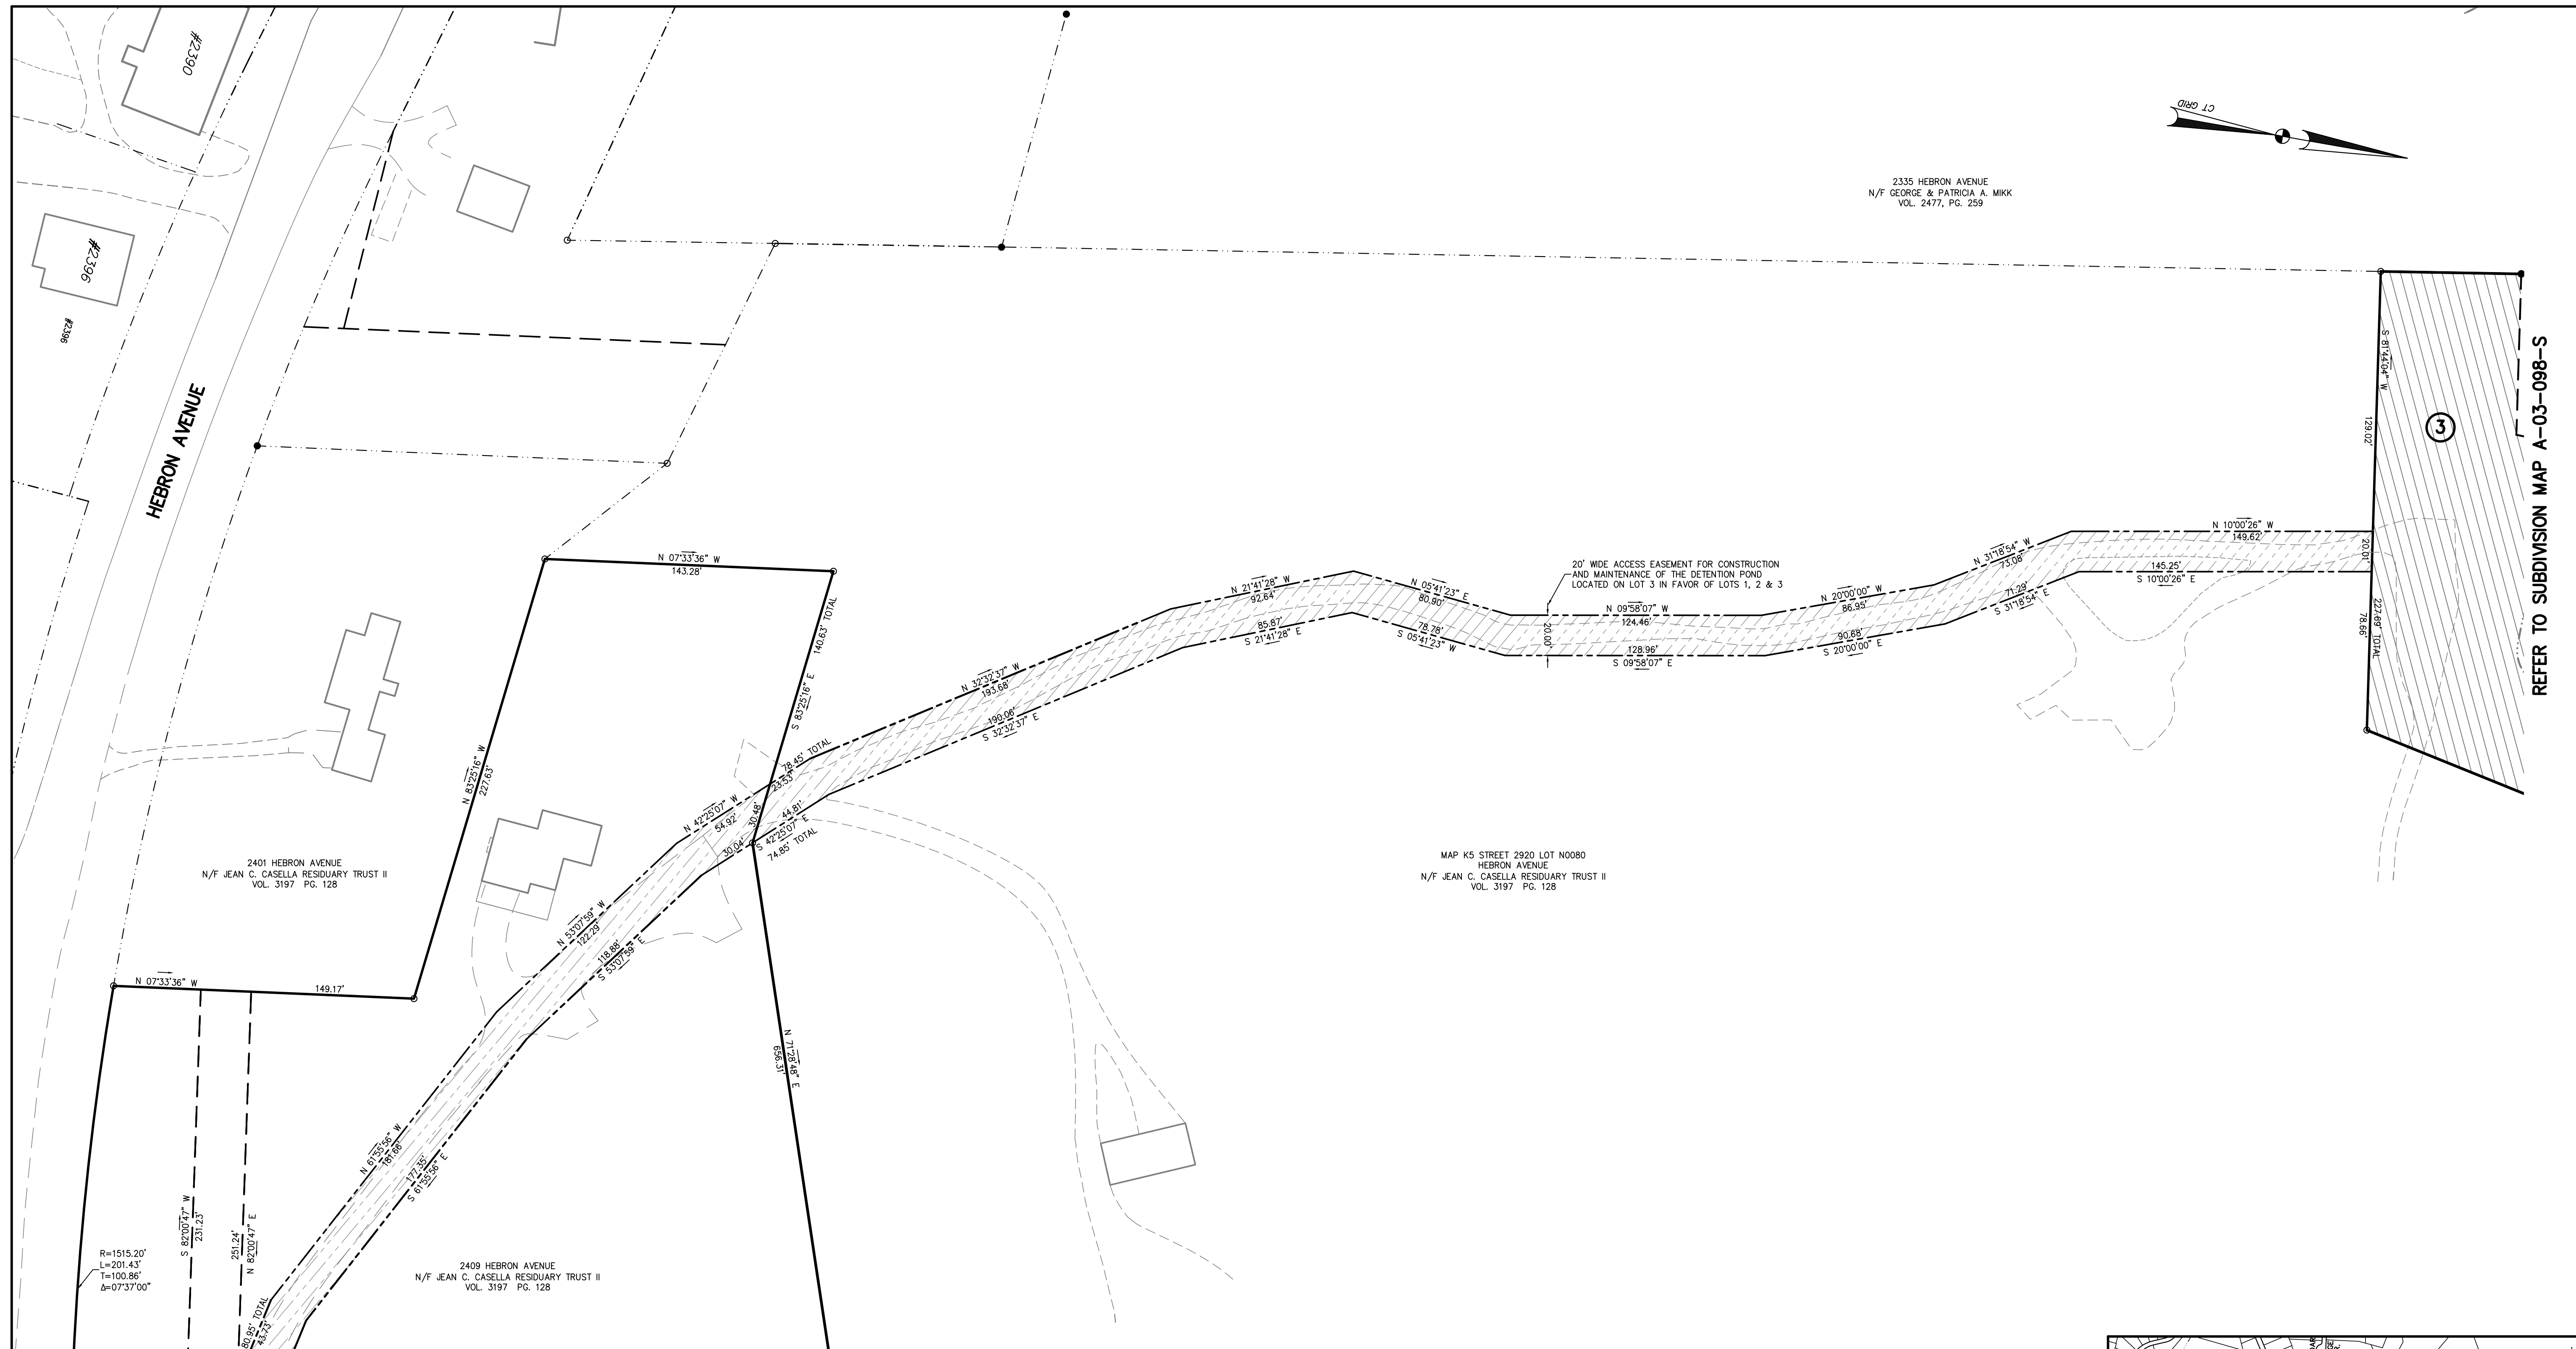 #2390
#2396
#2396
HEBRON AVENUE
CT GRID
2335 HEBRON AVENUE
N/F GEORGE & PATRICIA A. MIKK
VOL. 2477, PG. 259
REFER TO SUBDIVISION MAP A-03-098-S
3
S 81°44'04" W
129.02'
20.01'
227.69' TOTAL
78.66'
N 10°00'26" W
149.62'
145.25'
S 10°00'26" E
N 31°18'54" W
73.08'
71.29'
S 31°18'54" E
N 20°00'00" W
86.95'
90.68'
S 20°00'00" E
20' WIDE ACCESS EASEMENT FOR CONSTRUCTION
AND MAINTENANCE OF THE DETENTION POND
LOCATED ON LOT 3 IN FAVOR OF LOTS 1, 2 & 3
N 09°58'07" W
124.46'
20.00'
128.96'
S 09°58'07" E
N 05°41'23" E
80.90'
78.78'
S 05°41'23" W
N 21°41'28" W
92.64'
85.87'
S 21°41'28" E
N 32°32'37" W
193.68'
190.06'
S 32°32'37" E
N 07°33'36" W
143.28'
140.63' TOTAL
S 83°25'16" E
78.45' TOTAL
23.53'
30.48'
44.81'
S 42°25'07" E
74.85' TOTAL
30.04'
N 42°25'07" W
54.92'
N 83°25'16" W
227.63'
N 53°07'59" W
122.29'
118.88'
S 53°07'59" E
2401 HEBRON AVENUE
N/F JEAN C. CASELLA RESIDUARY TRUST II
VOL. 3197 PG. 128
MAP K5 STREET 2920 LOT N0080
HEBRON AVENUE
N/F JEAN C. CASELLA RESIDUARY TRUST II
VOL. 3197 PG. 128
N 07°33'36" W
149.17'
N 71°28'48" E
656.31'
N 61°55'56" W
181.66'
177.35'
S 61°55'56" E
S 82°00'47" W
231.23'
251.24'
N 82°00'47" E
R=1515.20'
L=201.43'
T=100.86'
Δ=07°37'00"
2409 HEBRON AVENUE
N/F JEAN C. CASELLA RESIDUARY TRUST II
VOL. 3197 PG. 128
80.95' TOTAL
43.73'